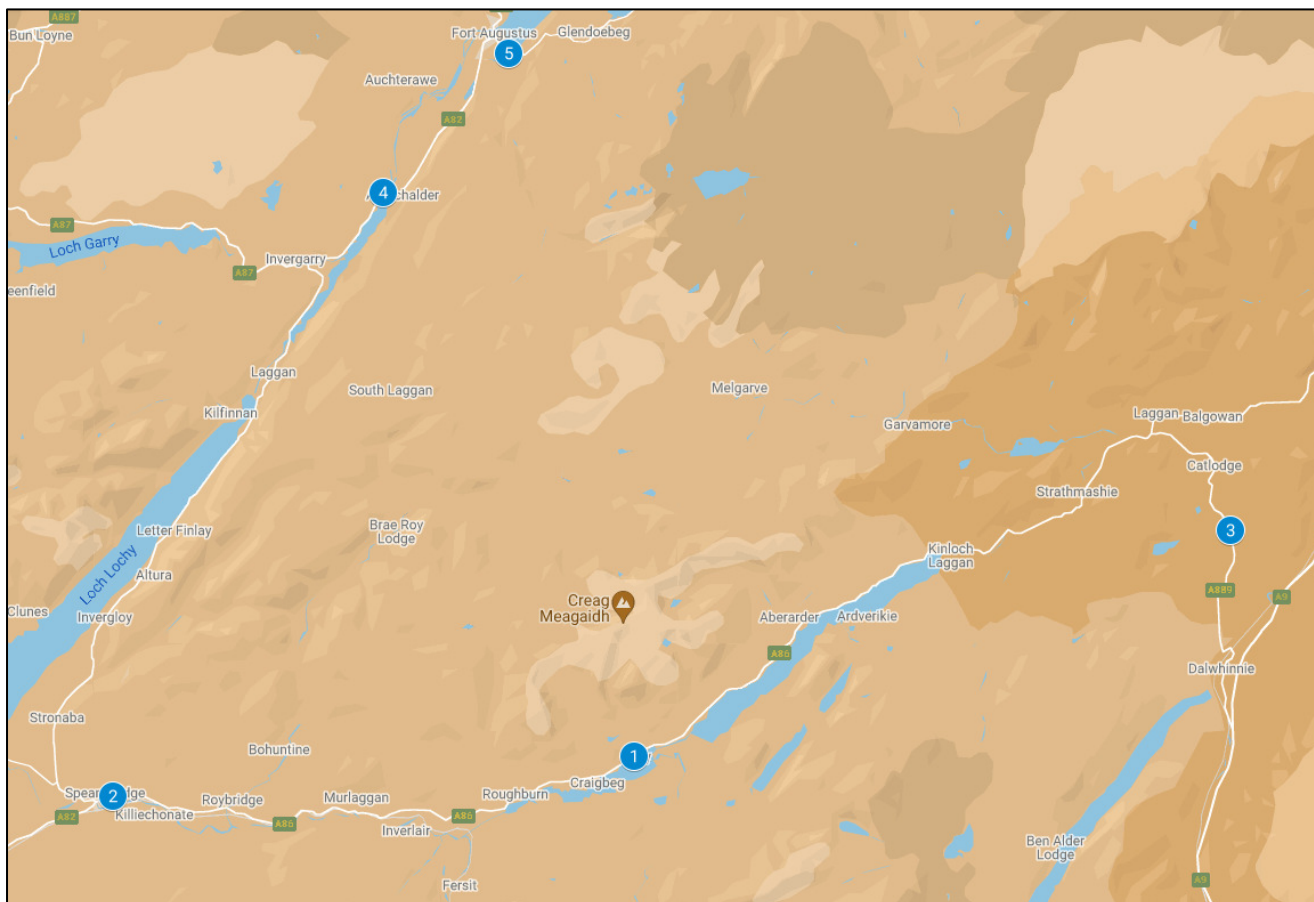 A887
Bun Loyne
Fort Augustus
Glendoebeg
5
Auchterawe
A82
4
chalder
A87
Loch Garry
Invergarry
A87
eenfield
Laggan
South Laggan
Melgarve
Kilfinnan
Garvamore
Laggan
Balgowan
Catlodge
Strathmashie
Letter Finlay
Brae Roy
Lodge
3
Loch Lochy
Altura
Kinloch
Laggan
A889
A9
Clunes
Invergloy
Creag
Meagaidh
Aberarder
Ardverikie
A86
Dalwhinnie
Stronaba
Bohuntine
1
Craigbeg
2
Roybridge
Murlaggan
Roughburn
Killiechonate
A82
A86
A86
Inverlair
Ben Alder
Lodge
Fersit
A9